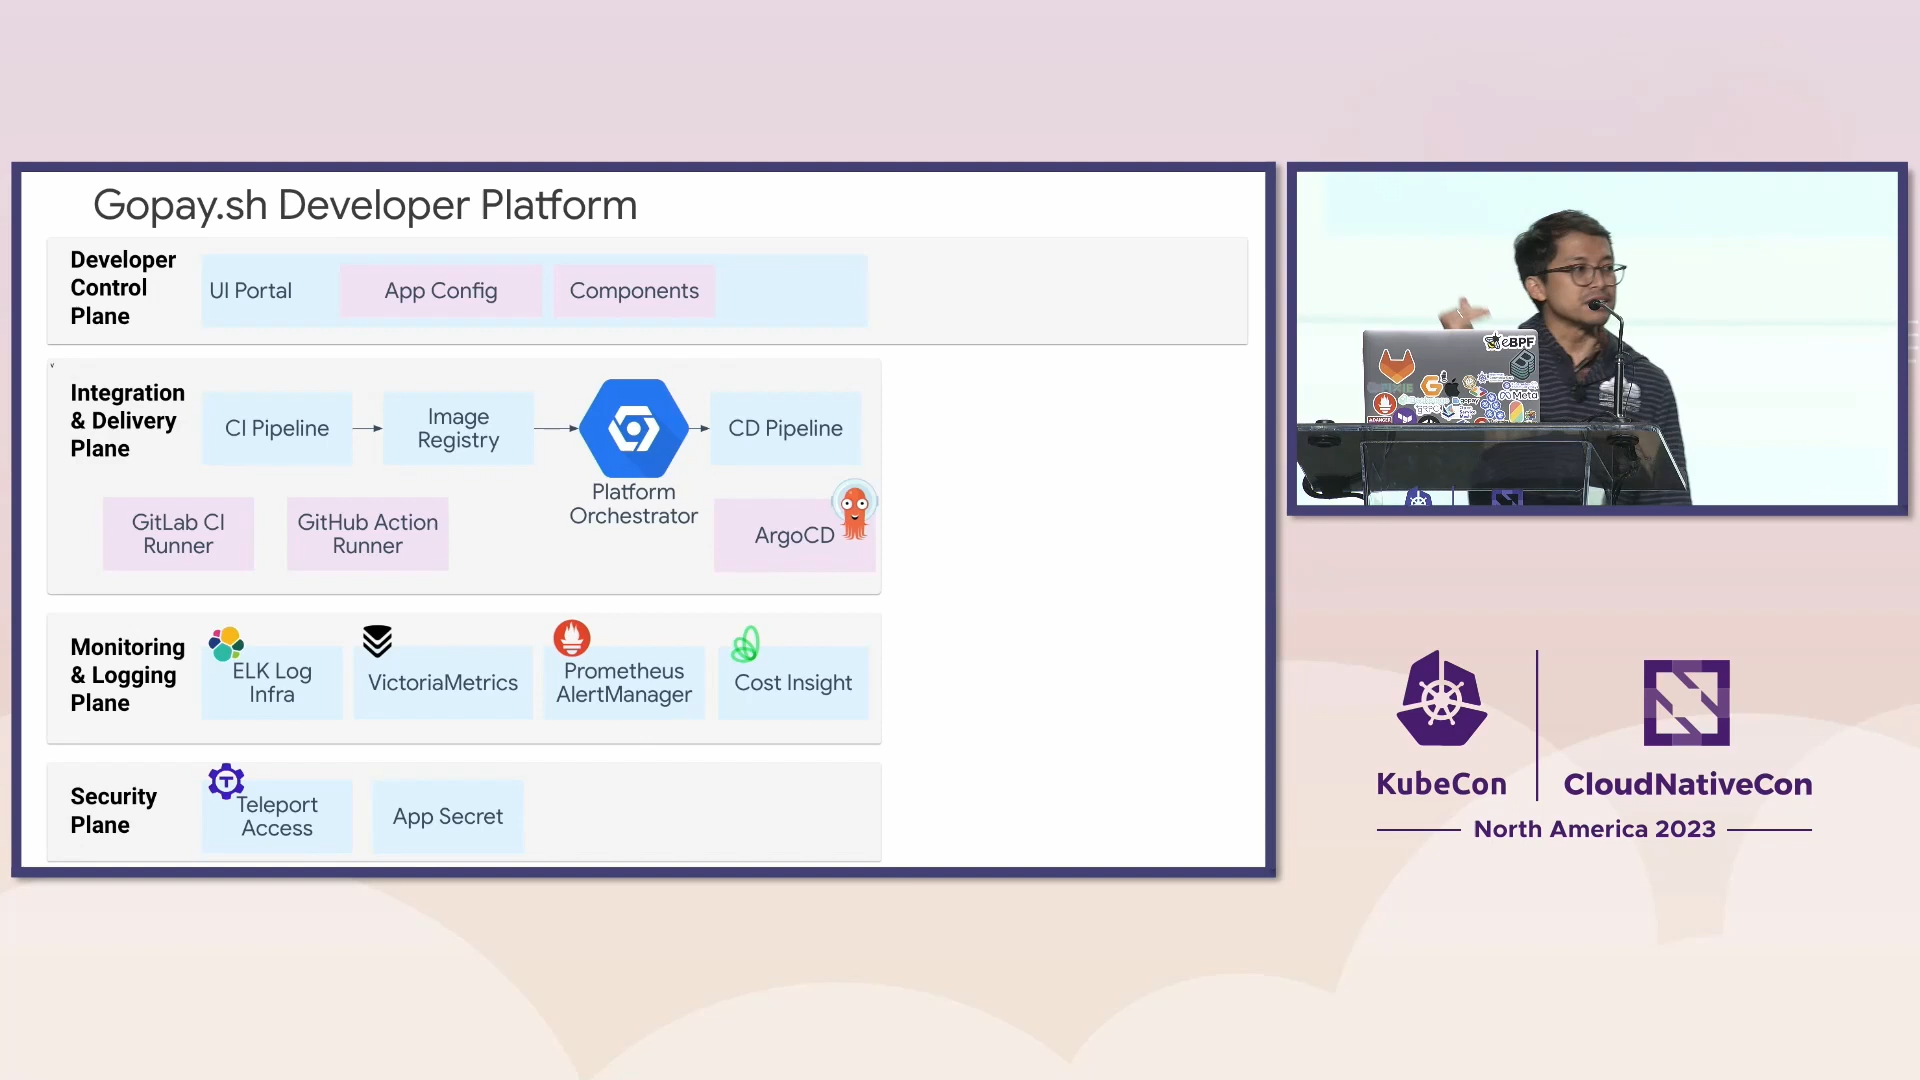 Gopay.sh Developer Platform
Developer
Control
Plane
UI Portal
App Config
Components
Integration
& Delivery
Plane
CI Pipeline
Image
Registry
Platform
Orchestrator
CD Pipeline
GitLab CI
Runner
GitHub Action
Runner
ArgoCD
Monitoring
& Logging
Plane
ELK Log
Infra
VictoriaMetrics
Prometheus
AlertManager
Cost Insight
Security
Plane
T
Teleport
Access
App Secret
eBPF
Meta
gopay
KubeCon
CloudNativeCon
North America 2023